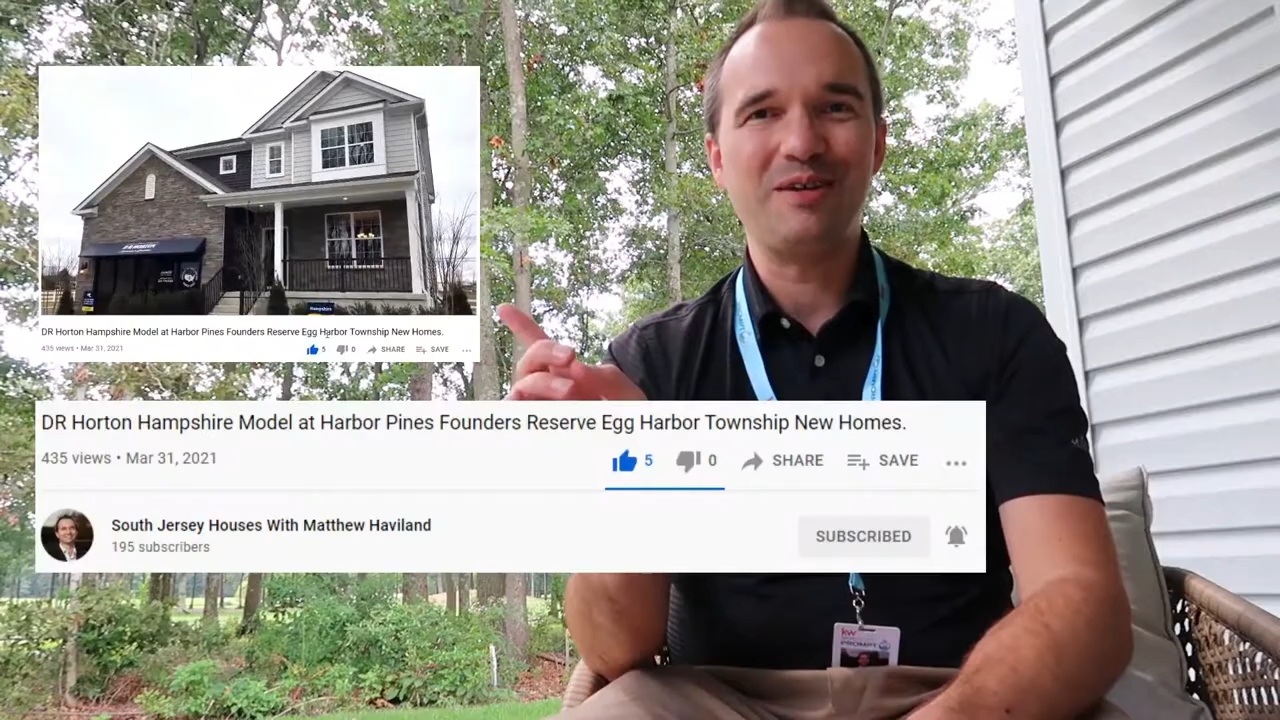 DR Horton Hampshire Model at Harbor Pines Founders Reserve Egg Harbor Township New Homes.
435 views • Mar 31, 2021
5
0
SHARE
SAVE
DR Horton Hampshire Model at Harbor Pines Founders Reserve Egg Harbor Township New Homes.
435 views • Mar 31, 2021
5
0
SHARE
SAVE
South Jersey Houses With Matthew Haviland
195 subscribers
SUBSCRIBED
kw